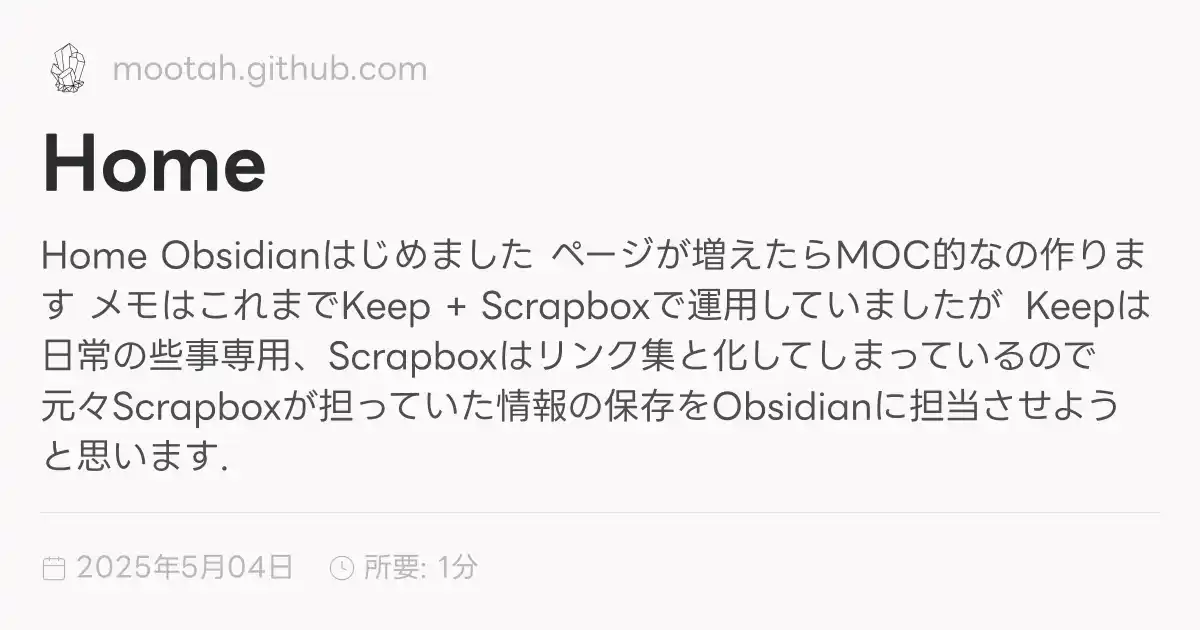 mootah.github.com
Home
Home Obsidianはじめました ページが増えたらMOC的なの作りま
す メモはこれまでKeep + Scrapboxで運用していましたが Keepは
日常の些事専用、Scrapboxはリンク集と化してしまっているので
元々Scrapboxが担っていた情報の保存をObsidianに担当させよう
と思います.
2025年5月04日 所要: 1分